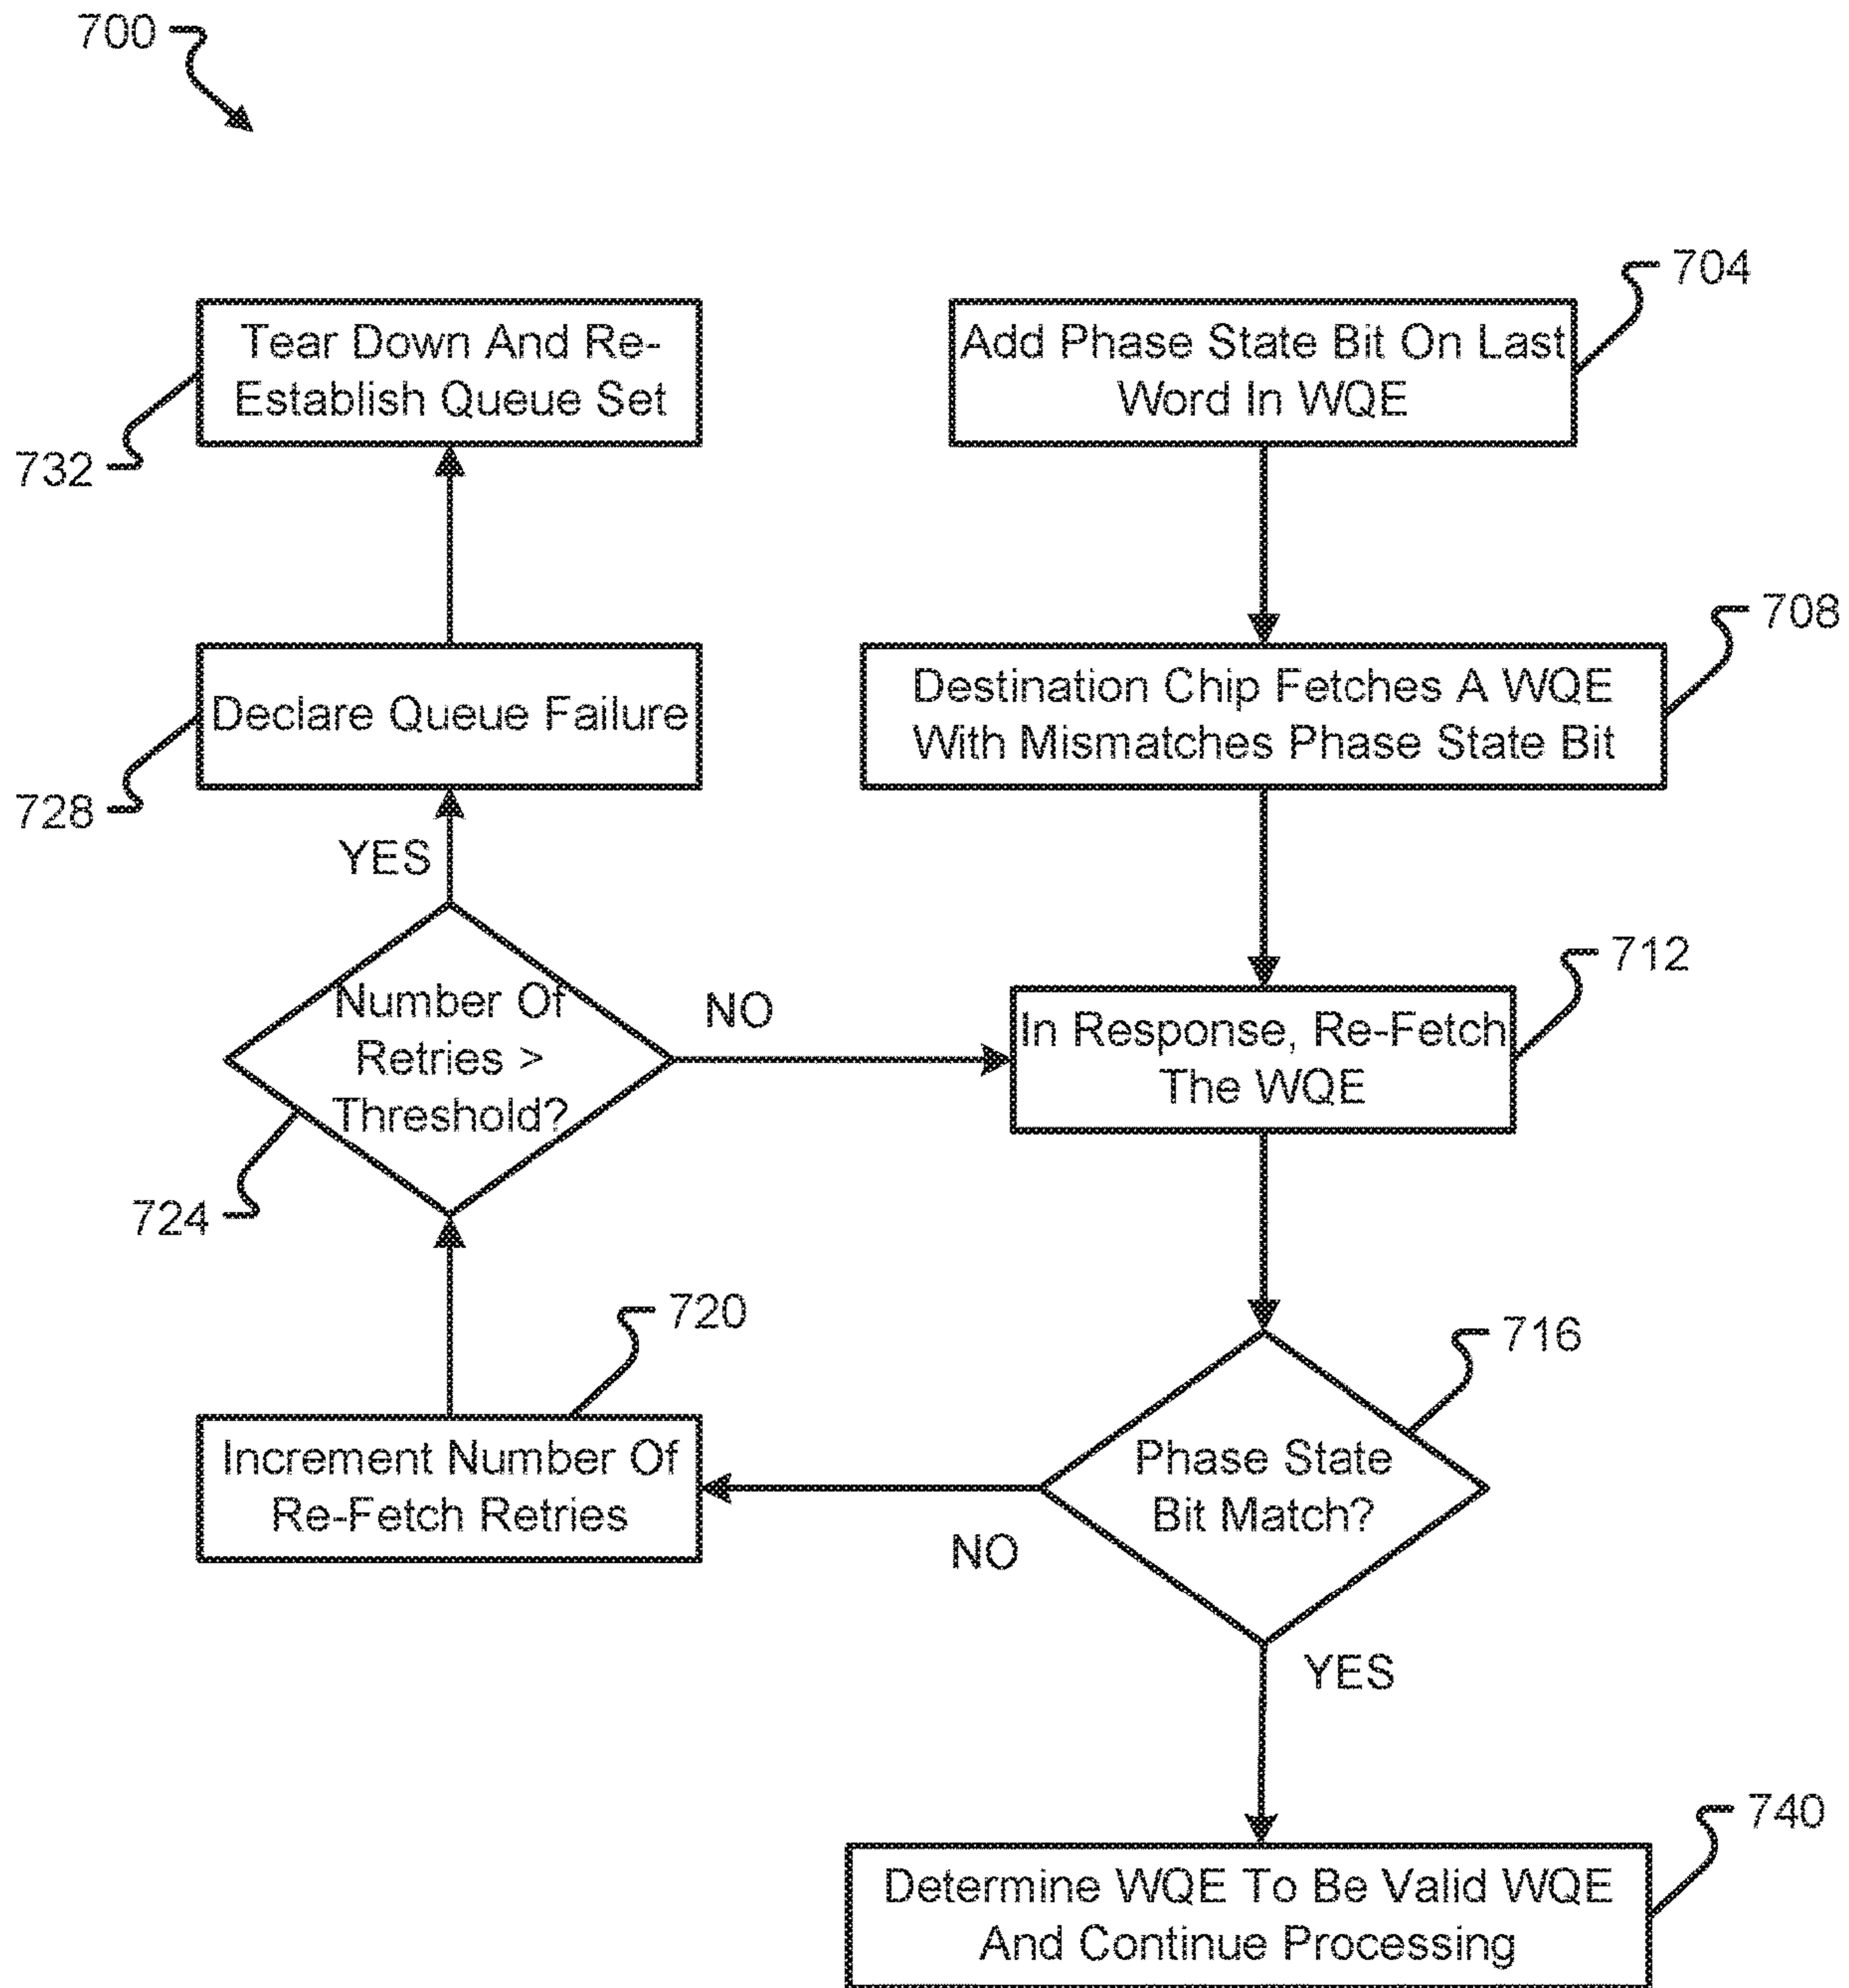 700
704
Add Phase State Bit On Last
Word In WQE
708
Destination Chip Fetches A WQE
With Mismatches Phase State Bit
712
In Response, Re-Fetch
The WQE
716
Phase State
Bit Match?
NO
YES
720
Increment Number Of
Re-Fetch Retries
724
Number Of
Retries >
Threshold?
NO
YES
728
Declare Queue Failure
732
Tear Down And Re-
Establish Queue Set
740
Determine WQE To Be Valid WQE
And Continue Processing